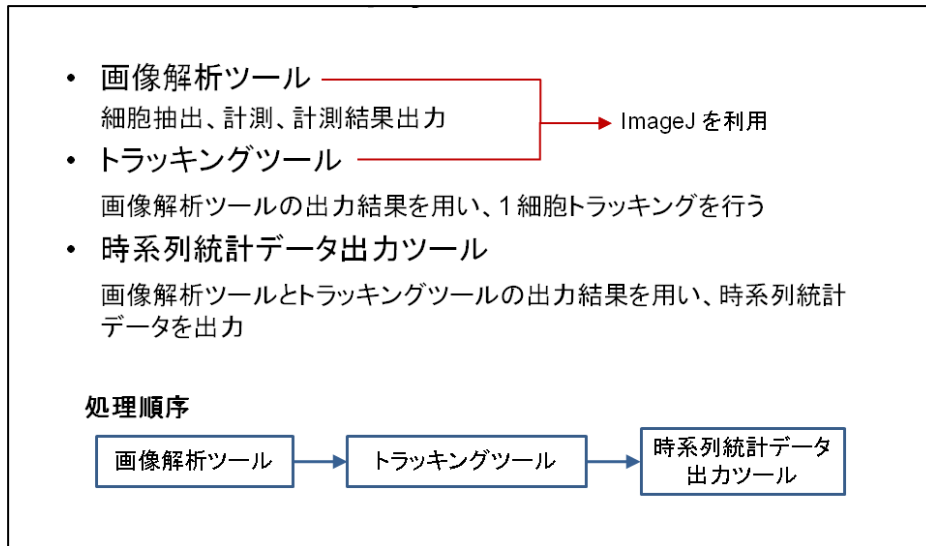 • 画像解析ツール
細胞抽出、計測、計測結果出力
ImageJ を利用
• トラッキングツール
画像解析ツールの出力結果を用い、1 細胞トラッキングを行う
• 時系列統計データ出力ツール
画像解析ツールとトラッキングツールの出力結果を用い、時系列統計
データを出力
処理順序
画像解析ツール
トラッキングツール
時系列統計データ
出力ツール